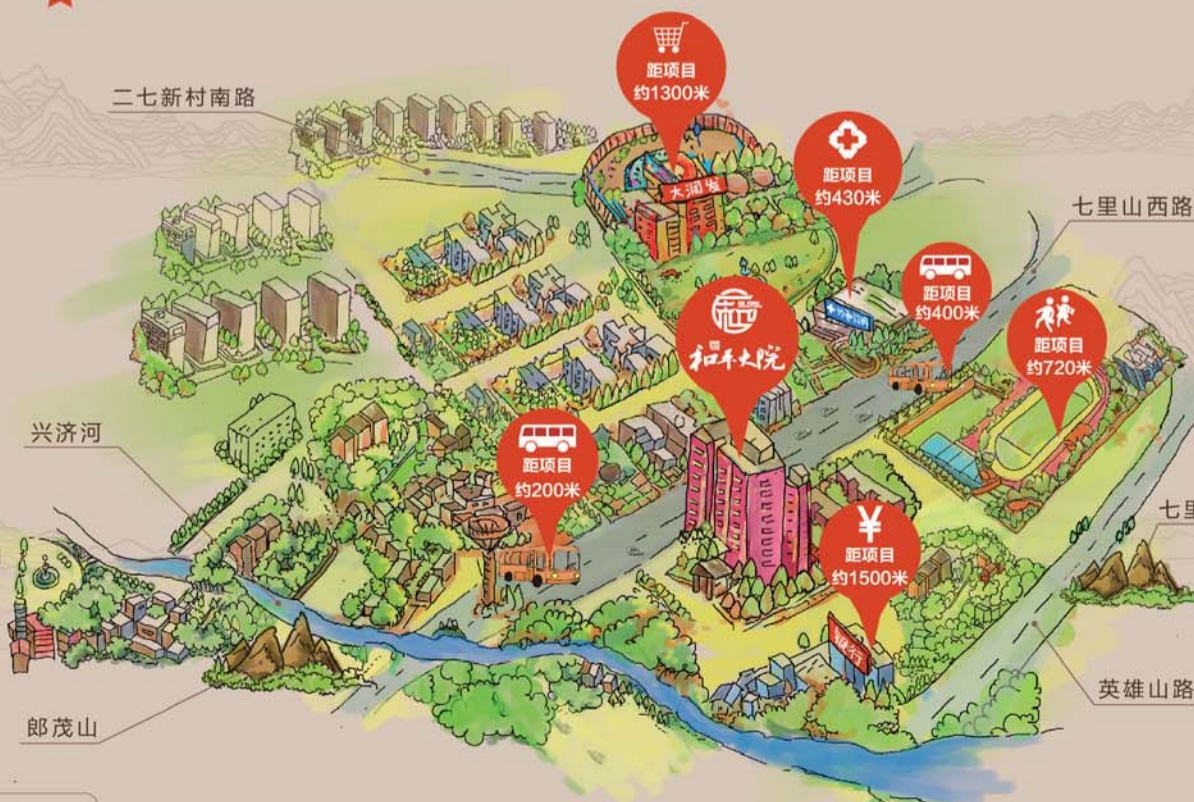 距项目
约1300米
二七新村南路
大润发
距项目
约430米
七里山西路
距项目
约400米
距项目
约720米
和平大院
兴济河
距项目
约200米
¥
距项目
约1500米
七里
银行
英雄山路
郎茂山